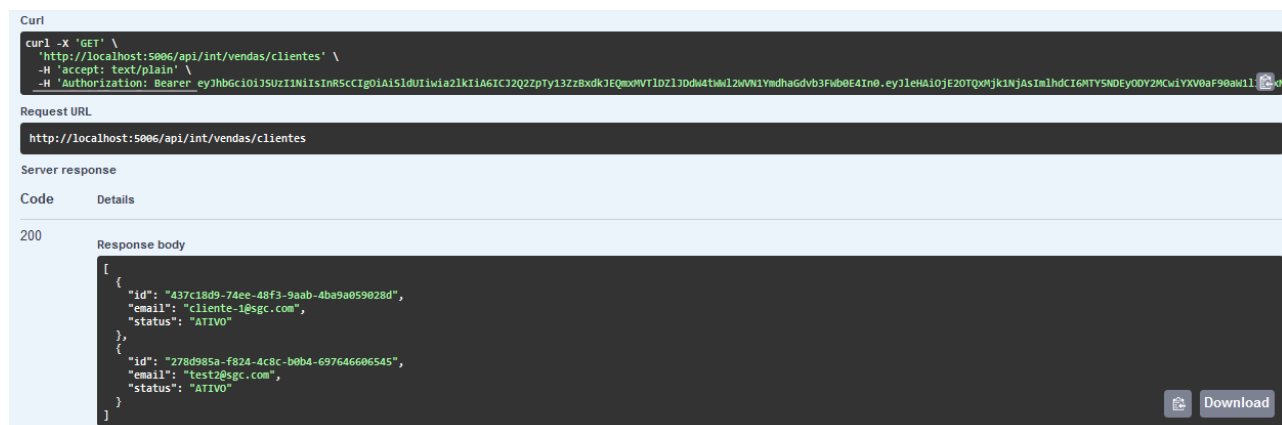 Curl
curl -X 'GET' \
'http://localhost:5006/api/int/vendas/clientes' \
-H 'accept: text/plain' \
-H 'Authorization: Bearer
Request URL
http://localhost:5006/api/int/vendas/clientes
Server response
Code Details
200
Response body
[
{
"id": "437c18d9-74ee-48f3-9aab-4ba9a059028d",
"email": "cliente-1@sgc.com",
"status": "ATIVO"
},
{
"id": "278d985a-f824-4c8c-b0b4-697646606545",
"email": "test2@sgc.com",
"status": "ATIVO"
}
]
Download